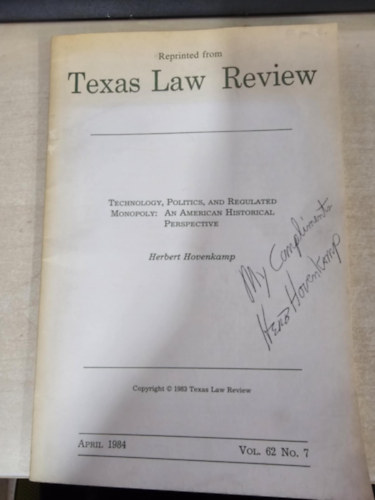 Reprinted from
Texas Law Review
TECHNOLOGY, POLITICS, AND REGULATED
MONOPOLY: AN AMERICAN HISTORICAL
PERSPECTIVE
Herbert Hovenkamp
My Compliments
Herb Hovenkamp
Copyright © 1983 Texas Law Review
APRIL 1984
VOL. 62 NO. 7